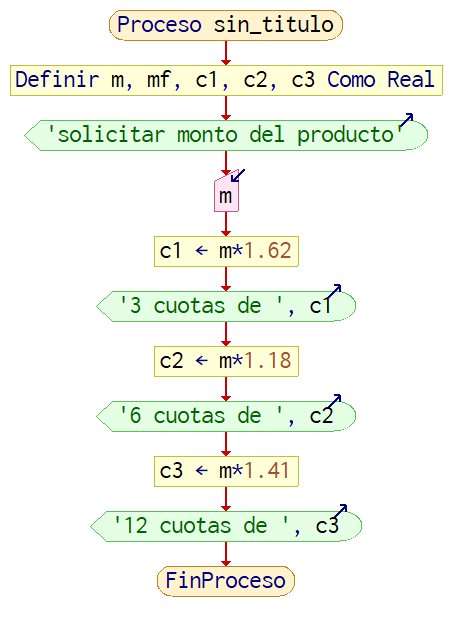 Proceso sin_titulo
Definir m, mf, c1, c2, c3 Como Real
'solicitar monto del producto'
m
c1 ← m*1.62
'3 cuotas de ', c1
c2 ← m*1.18
'6 cuotas de ', c2
c3 ← m*1.41
'12 cuotas de ', c3
FinProceso